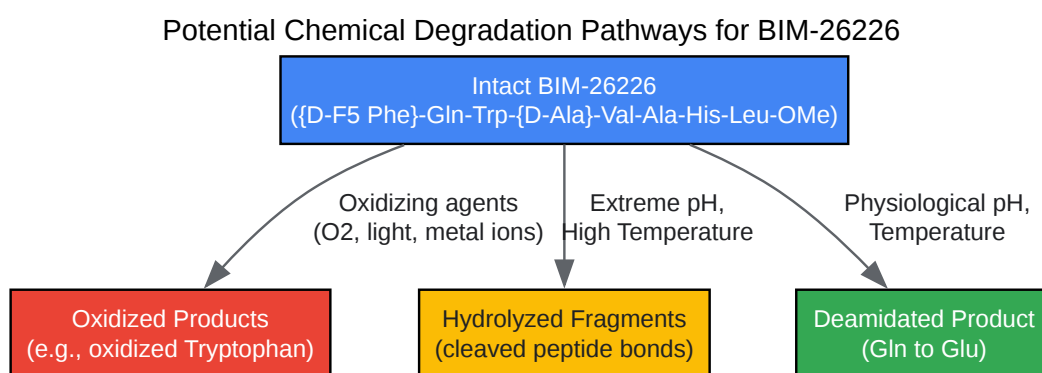 Potential Chemical Degradation Pathways for BIM-26226
Intact BIM-26226
({D-F5 Phe}-Gln-Trp-{D-Ala}-Val-Ala-His-Leu-OMe)
Oxidizing agents
(O2, light, metal ions)
Extreme pH,
High Temperature
Physiological pH,
Temperature
Oxidized Products
(e.g., oxidized Tryptophan)
Hydrolyzed Fragments
(cleaved peptide bonds)
Deamidated Product
(Gln to Glu)